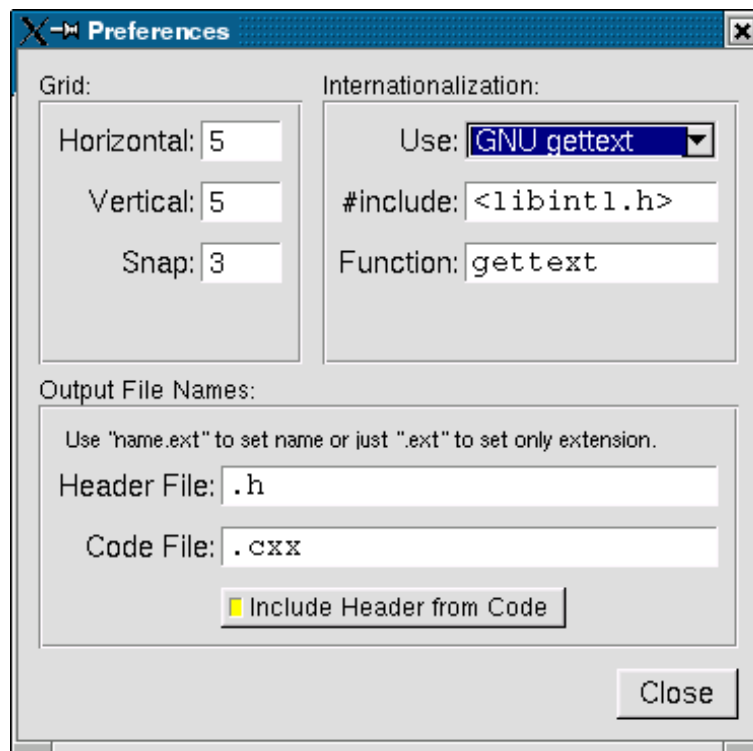 Preferences
Grid:
Horizontal: 5
Vertical: 5
Snap: 3
Internationalization:
Use: GNU gettext
#include: <libintl.h>
Function: gettext
Output File Names:
Use "name.ext" to set name or just ".ext" to set only extension.
Header File: .h
Code File: .cxx
Include Header from Code
Close